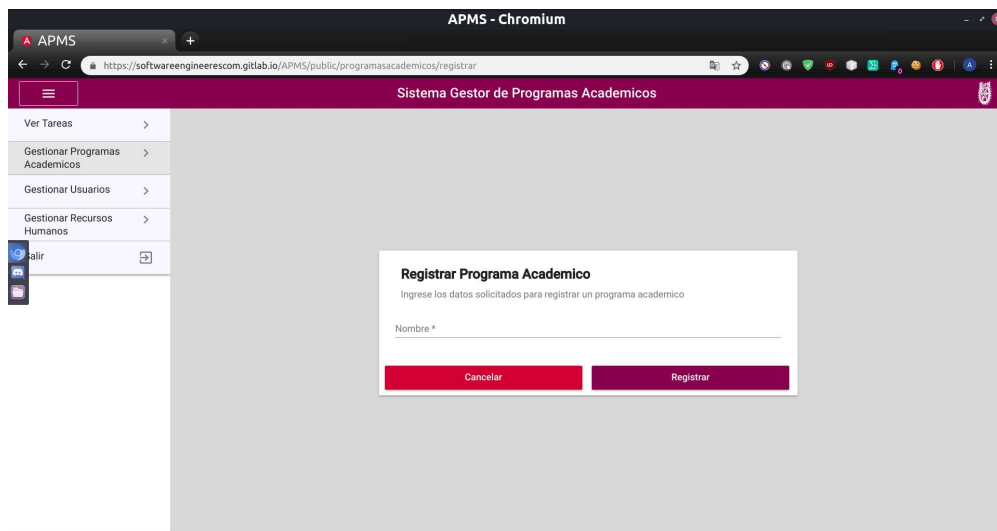 APMS - Chromium
APMS
https://softwareengineerescom.gitlab.io/APMS/public/programasacademicos/registrar
Sistema Gestor de Programas Academicos
Ver Tareas
Gestionar Programas
Academicos
Gestionar Usuarios
Gestionar Recursos
Humanos
Salir
Registrar Programa Academico
Ingrese los datos solicitados para registrar un programa academico
Nombre *
Cancelar
Registrar